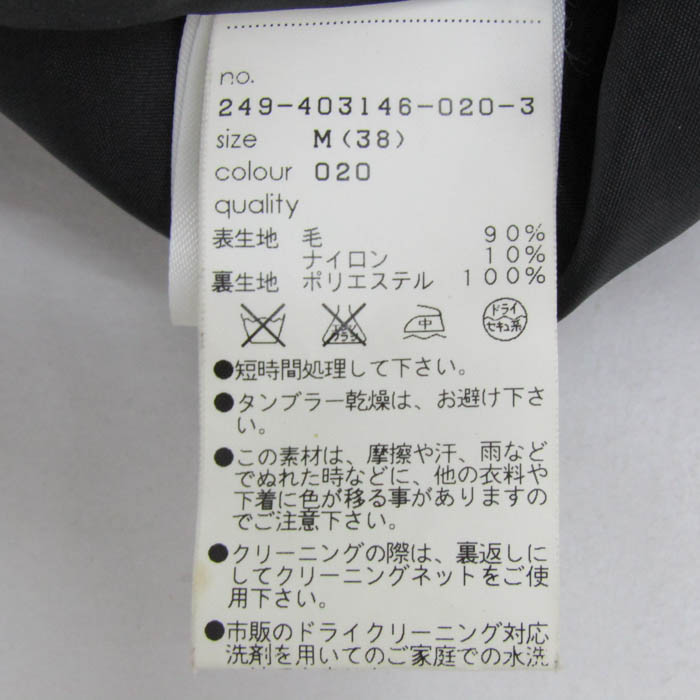 no.
249-403146-020-3
size M(38)
colour 020
quality
表生地 毛 90%
ナイロン 10%
裏生地 ポリエステル 100%
中
ドライ
セキュ系
●短時間処理して下さい。
●タンブラー乾燥は、お避け下さ
い。
●この素材は、摩擦や汗、雨など
でぬれた時などに、他の衣料や
下着に色が移る事がありますの
でご注意下さい。
●クリーニングの際は、裏返しに
してクリーニングネットをご使
用下さい。
●市販のドライクリーニング対応
洗剤を用いてのご家庭での水洗